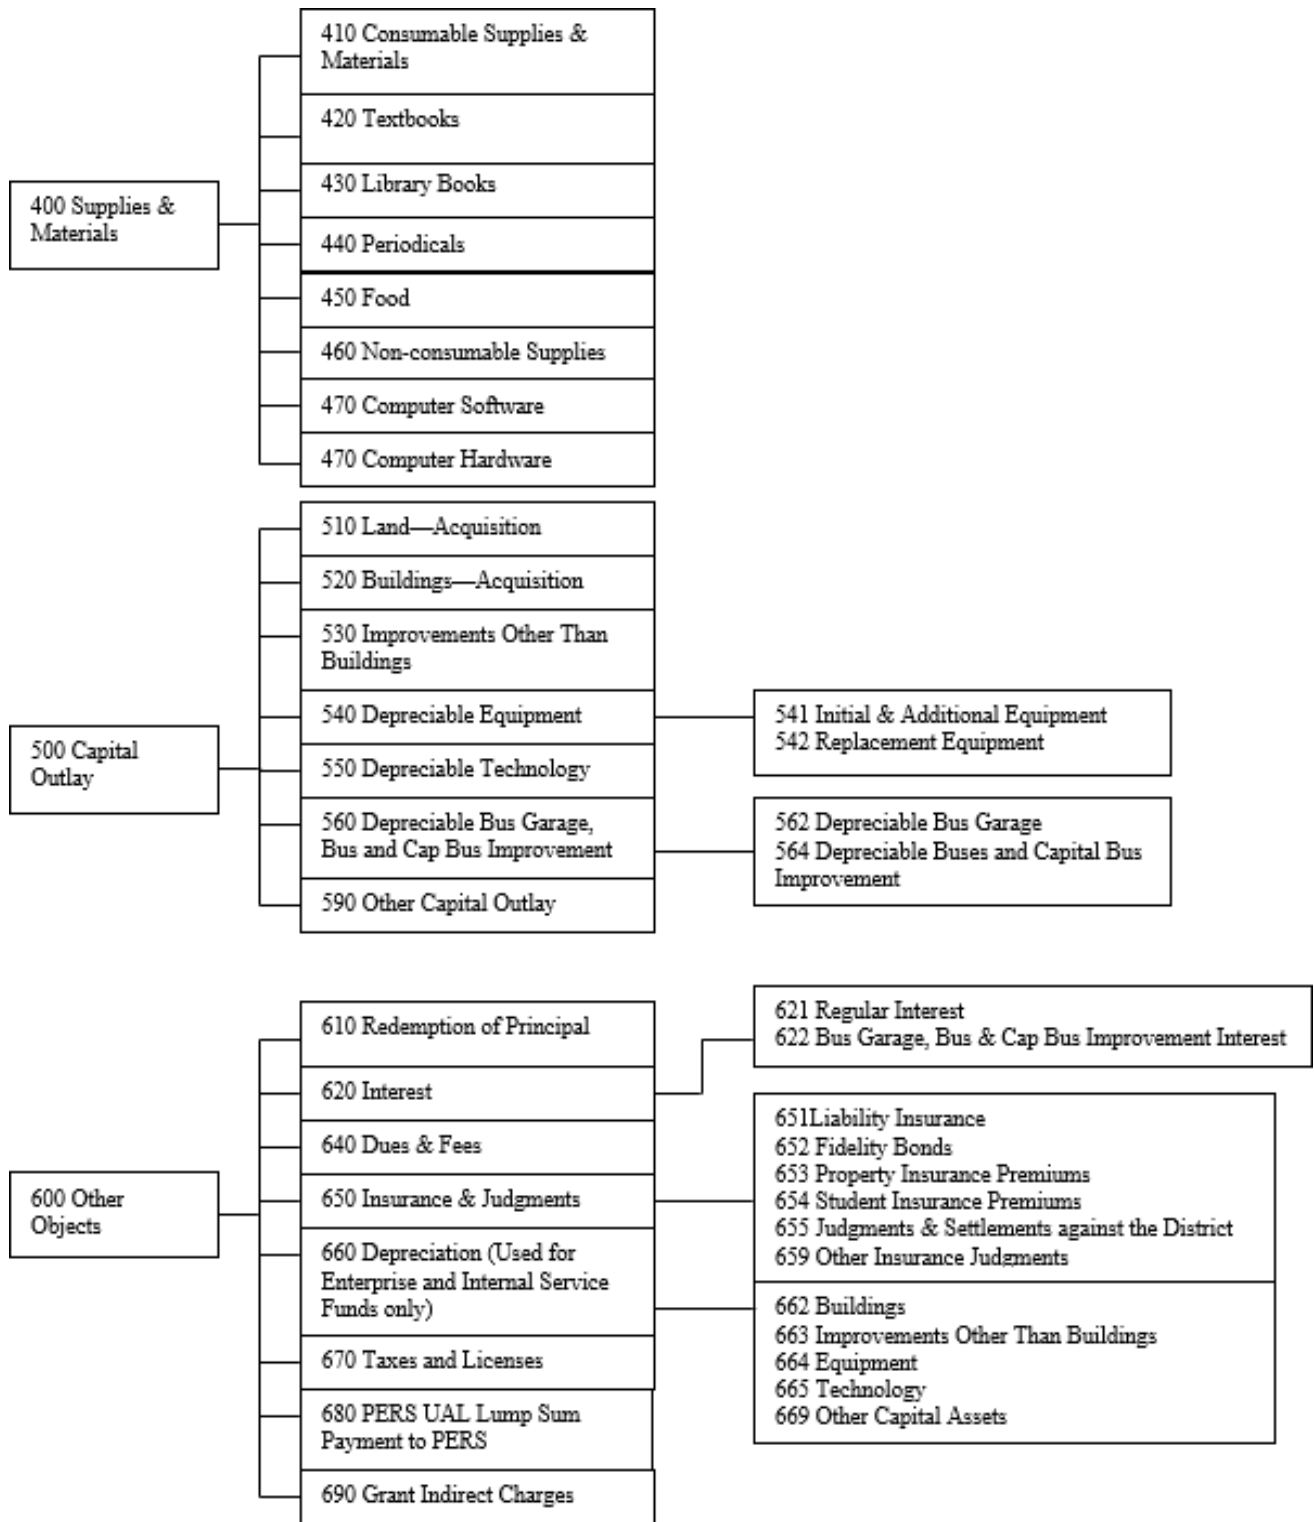 410 Consumable Supplies &
Materials
420 Textbooks
430 Library Books
400 Supplies &
Materials
440 Periodicals
450 Food
460 Non-consumable Supplies
470 Computer Software
470 Computer Hardware
510 Land—Acquisition
520 Buildings—Acquisition
530 Improvements Other Than
Buildings
540 Depreciable Equipment
541 Initial & Additional Equipment
542 Replacement Equipment
500 Capital
Outlay
550 Depreciable Technology
560 Depreciable Bus Garage,
Bus and Cap Bus Improvement
562 Depreciable Bus Garage
564 Depreciable Buses and Capital Bus
Improvement
590 Other Capital Outlay
610 Redemption of Principal
621 Regular Interest
622 Bus Garage, Bus & Cap Bus Improvement Interest
620 Interest
640 Dues & Fees
651Liability Insurance
652 Fidelity Bonds
653 Property Insurance Premiums
654 Student Insurance Premiums
655 Judgments & Settlements against the District
659 Other Insurance Judgments
600 Other
Objects
650 Insurance & Judgments
660 Depreciation (Used for
Enterprise and Internal Service
Funds only)
662 Buildings
663 Improvements Other Than Buildings
664 Equipment
665 Technology
669 Other Capital Assets
670 Taxes and Licenses
680 PERS UAL Lump Sum
Payment to PERS
690 Grant Indirect Charges